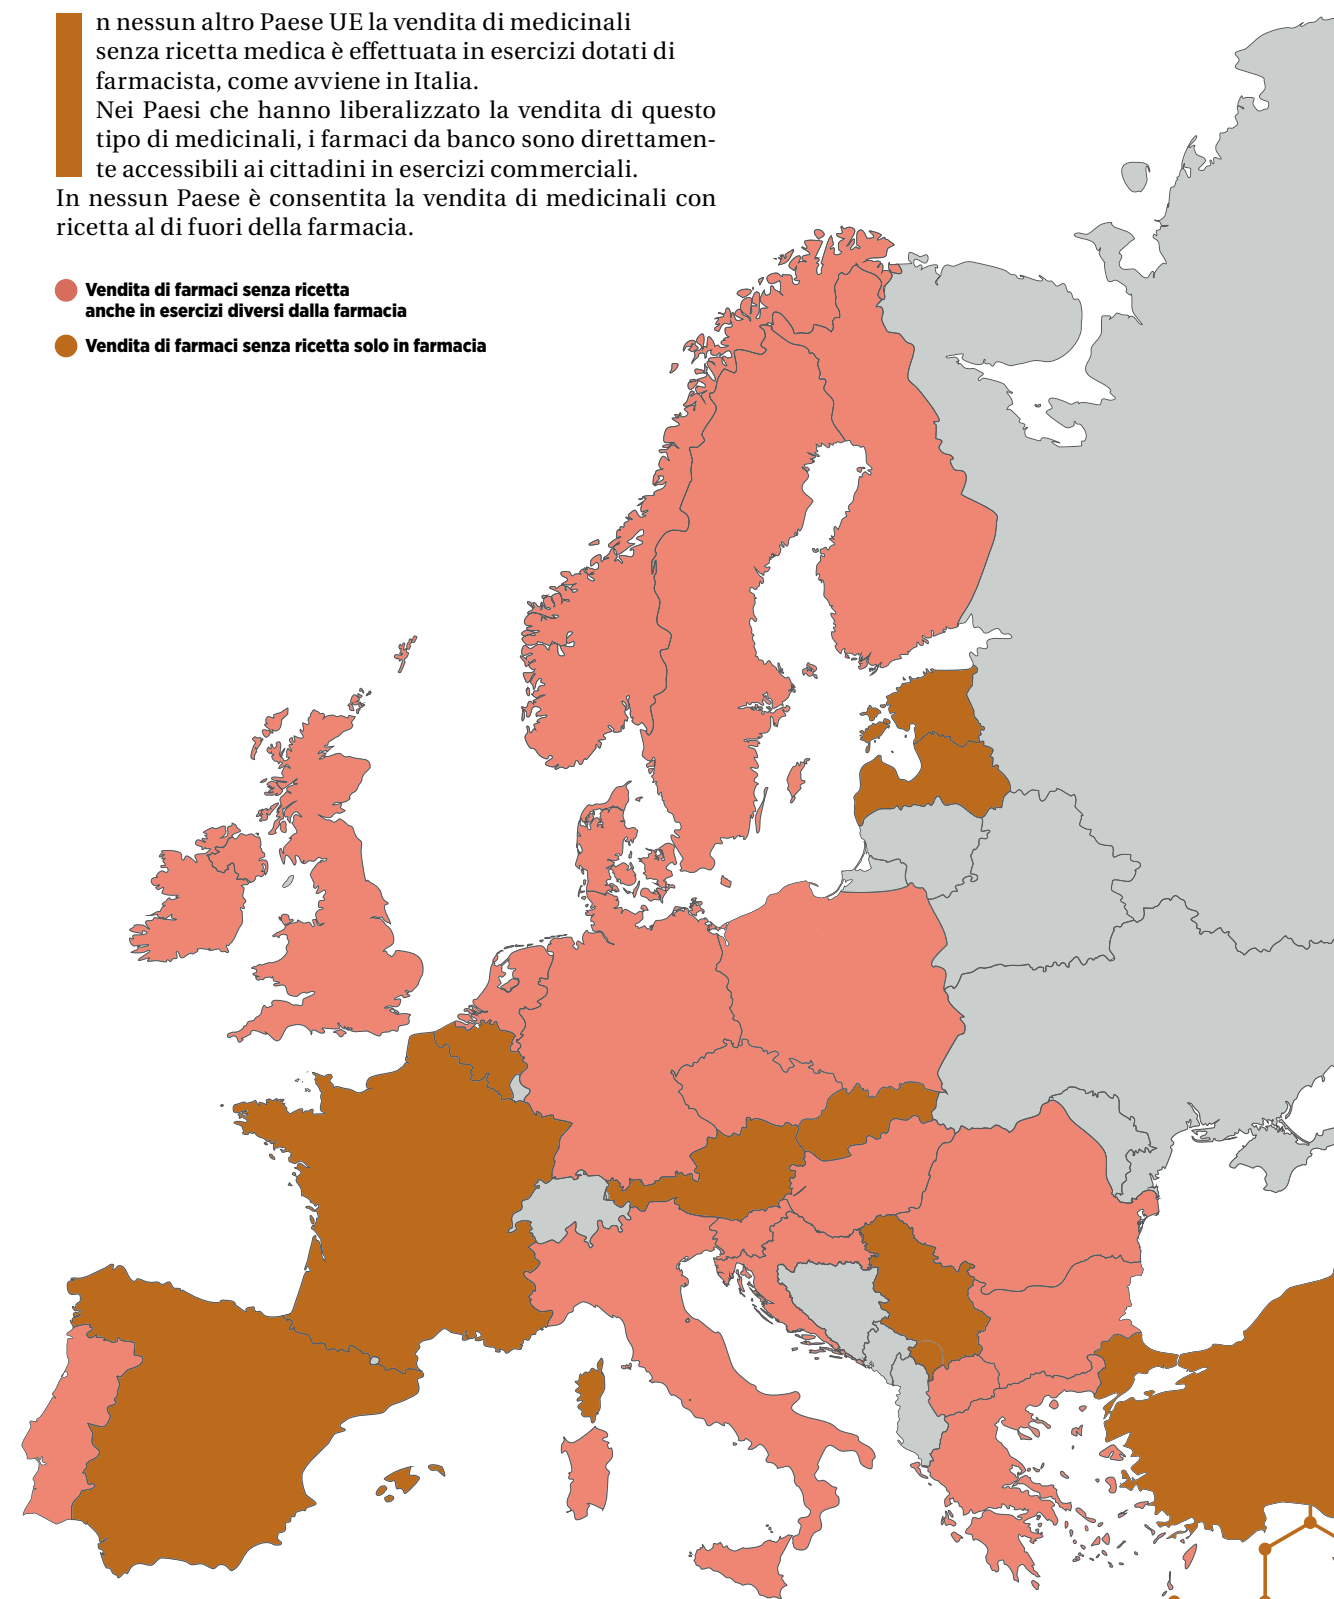 n nessun altro Paese UE la vendita di medicinali
senza ricetta medica è effettuata in esercizi dotati di
farmacista, come avviene in Italia.
Nei Paesi che hanno liberalizzato la vendita di questo
tipo di medicinali, i farmaci da banco sono direttamen-
te accessibili ai cittadini in esercizi commerciali.
In nessun Paese è consentita la vendita di medicinali con
ricetta al di fuori della farmacia.
Vendita di farmaci senza ricetta
anche in esercizi diversi dalla farmacia
Vendita di farmaci senza ricetta solo in farmacia